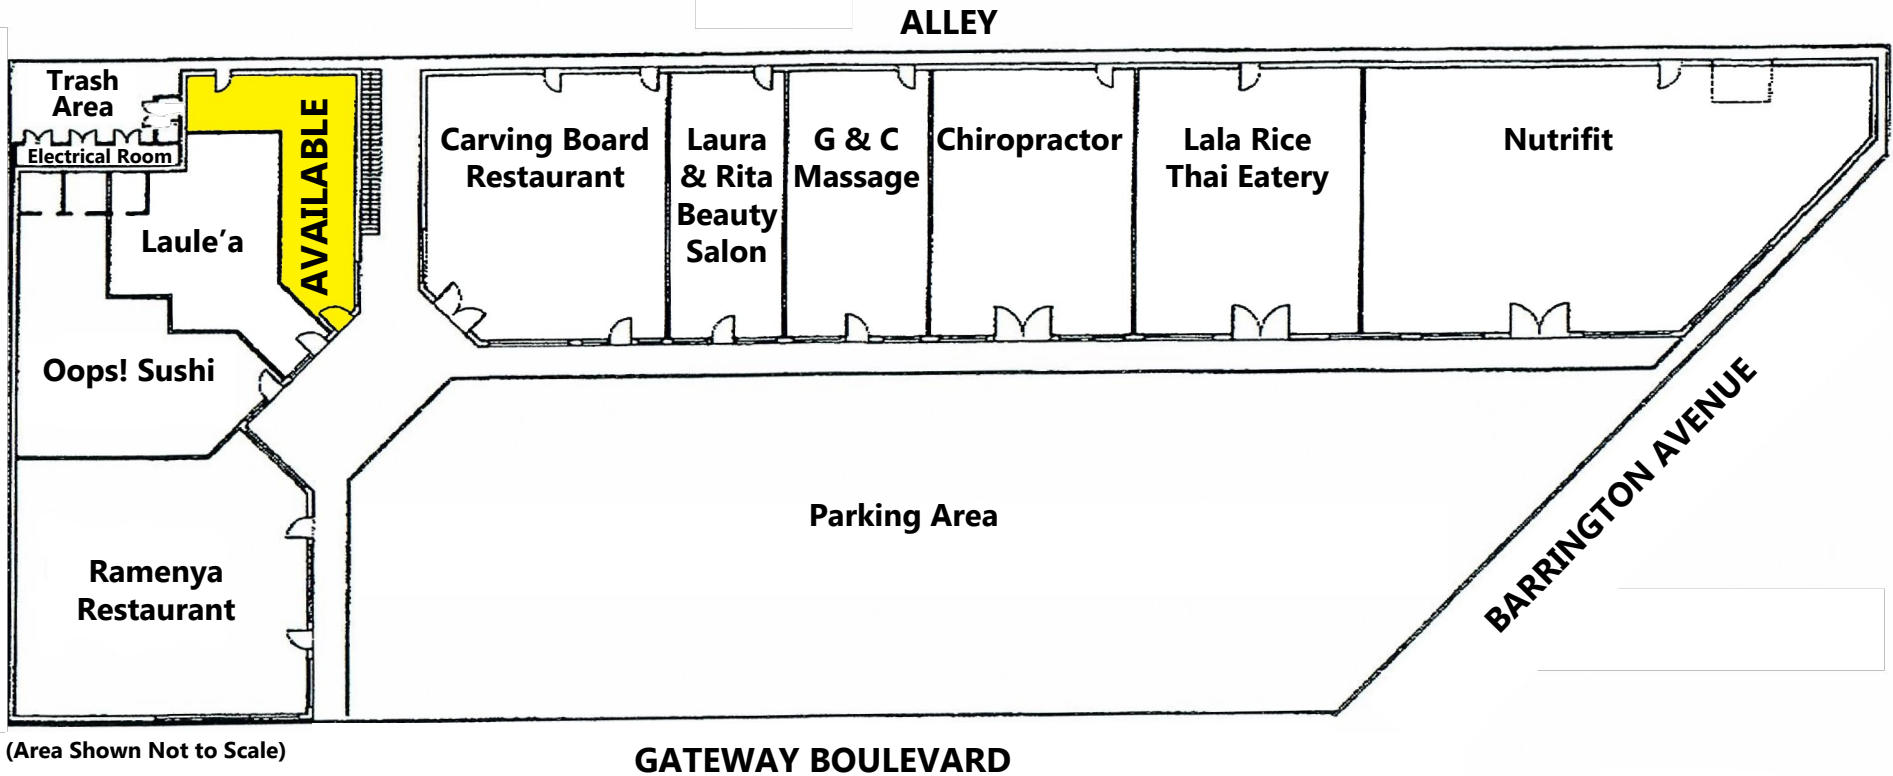 ALLEY
Trash
Area
Electrical Room
AVAILABLE
Laule’a
Oops! Sushi
Ramenya
Restaurant
Carving Board
Restaurant
Laura
& Rita
Beauty
Salon
G & C
Massage
Chiropractor
Lala Rice
Thai Eatery
Nutrifit
Parking Area
BARRINGTON AVENUE
(Area Shown Not to Scale)
GATEWAY BOULEVARD